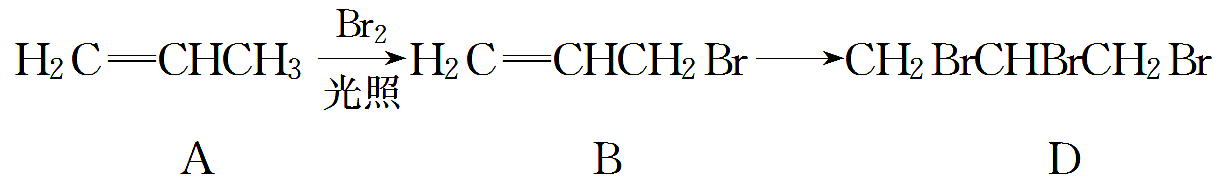 Br₂
H₂C=CHCH₃ → H₂C=CHCH₂Br → CH₂BrCHBrCH₂Br
光照
A B D